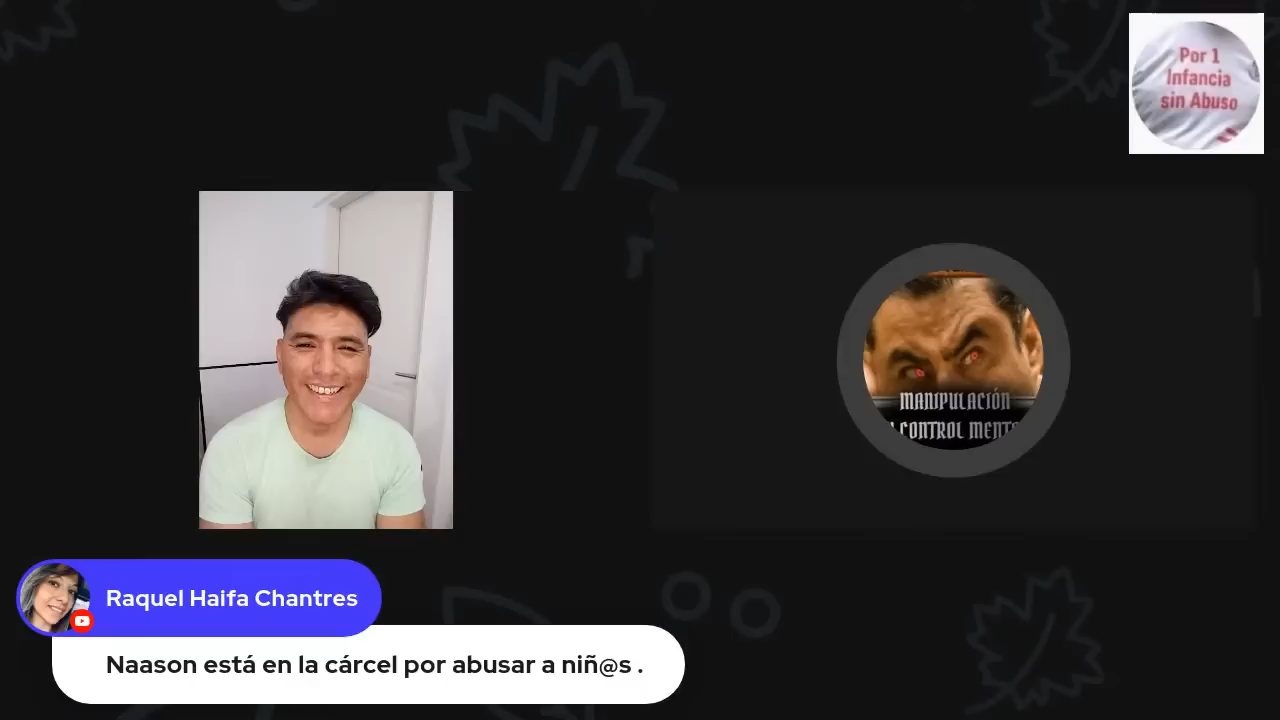 Por 1
Infancia
sin Abuso
MANIPULACIÓN
CONTROL MENT
Raquel Haifa Chantres
Naason está en la cárcel por abusar a niñ@s .